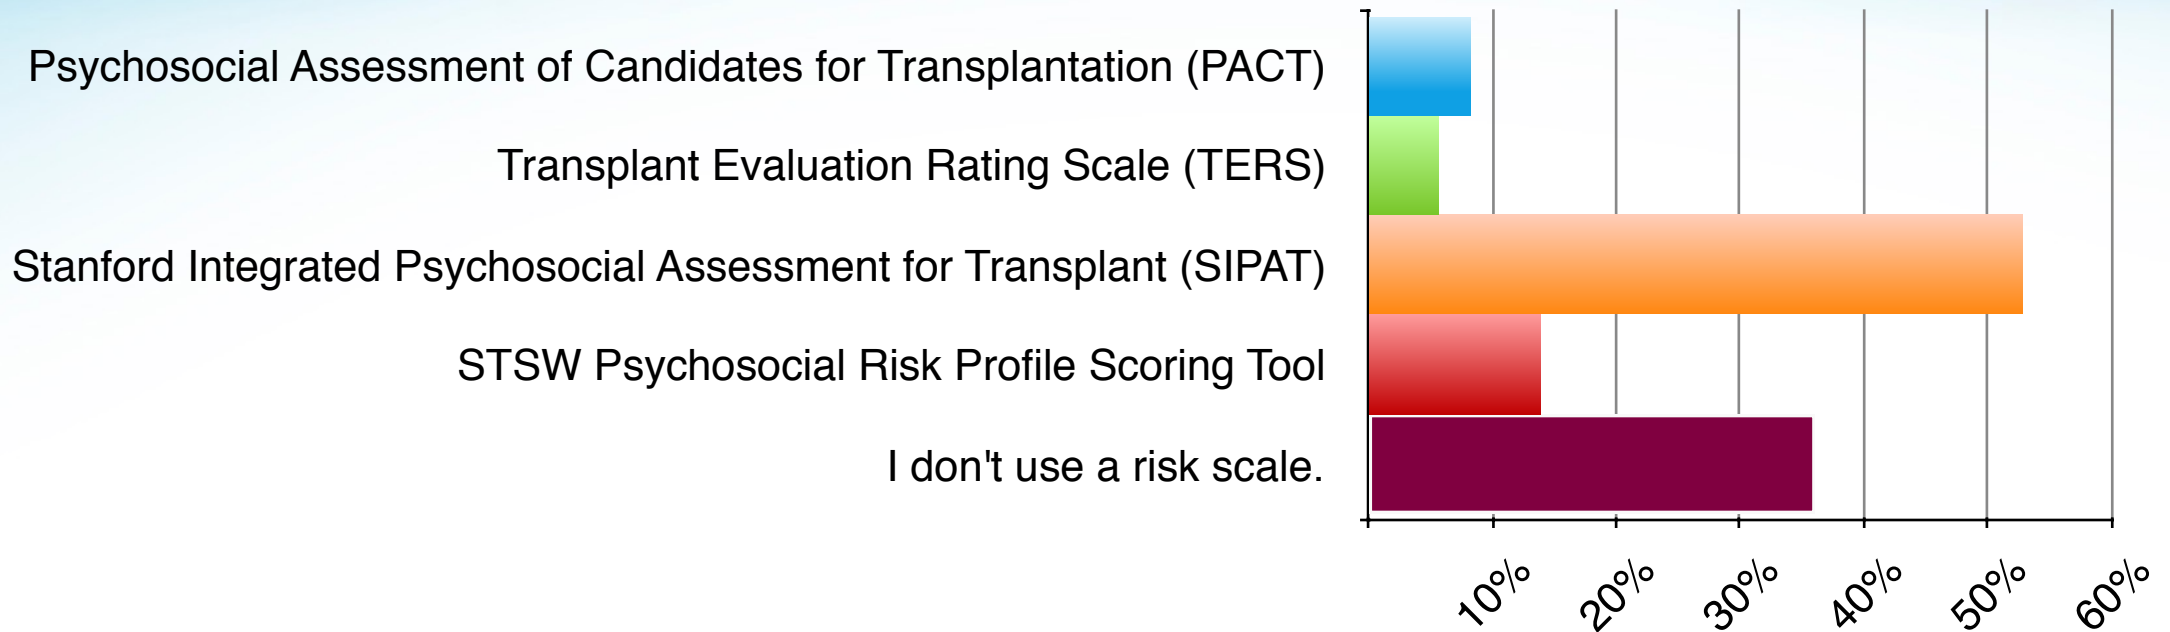 Psychosocial Assessment of Candidates for Transplantation (PACT)
Transplant Evaluation Rating Scale (TERS)
Stanford Integrated Psychosocial Assessment for Transplant (SIPAT)
STSW Psychosocial Risk Profile Scoring Tool
I don't use a risk scale.
10% 20% 30% 40% 50% 60%